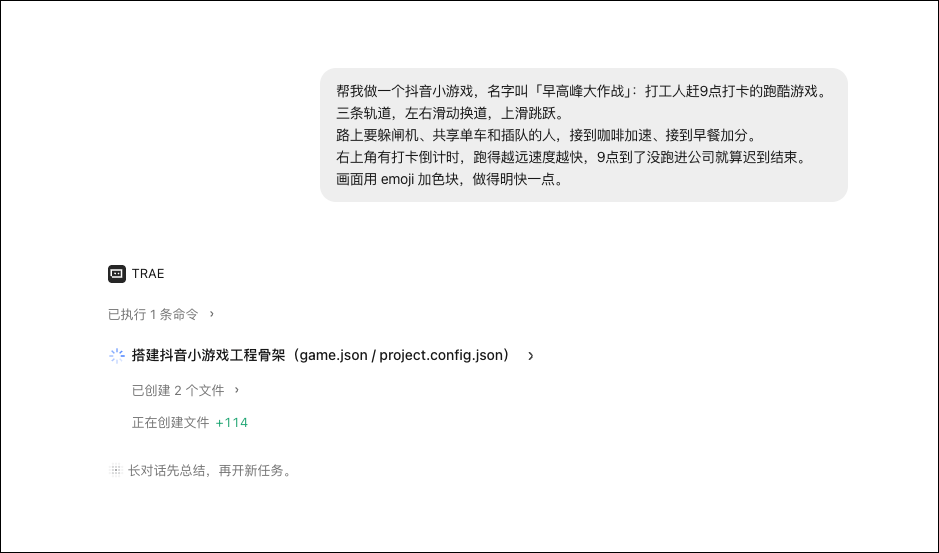 帮我做一个抖音小游戏，名字叫「早高峰大作战」：打工人赶9点打卡的跑酷游戏。
三条轨道，左右滑动换道，上滑跳跃。
路上要躲闸机、共享单车和插队的人，接到咖啡加速、接到早餐加分。
右上角有打卡倒计时，跑得越远速度越快，9点到了没跑进公司就算迟到结束。
画面用 emoji 加色块，做得明快一点。
TRAE
已执行 1 条命令 ›
搭建抖音小游戏工程骨架（game.json / project.config.json） ›
已创建 2 个文件 ›
正在创建文件 +114
长对话先总结，再开新任务。